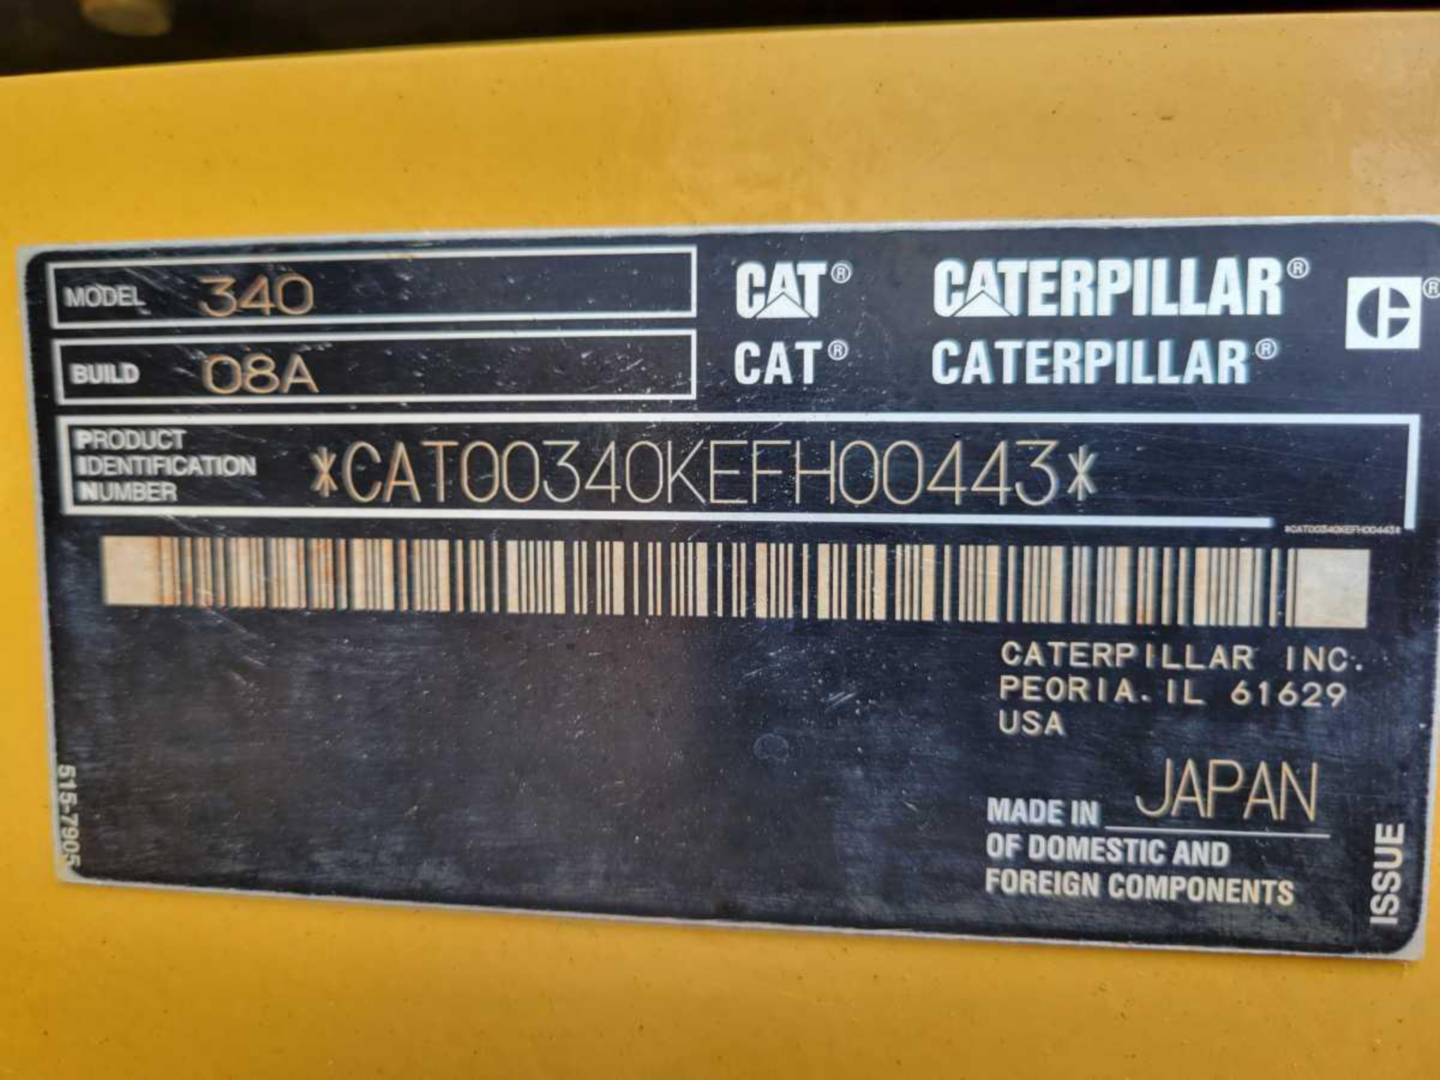 MODEL 340
BUILD 08A
CAT® CATERPILLAR®
CAT® CATERPILLAR®
PRODUCT
IDENTIFICATION
NUMBER
*CAT00340KEFH00443*
*CAT00340KEFH00443*
CATERPILLAR INC.
PEORIA. IL 61629
USA
MADE IN JAPAN
OF DOMESTIC AND
FOREIGN COMPONENTS
515-7905
ISSUE